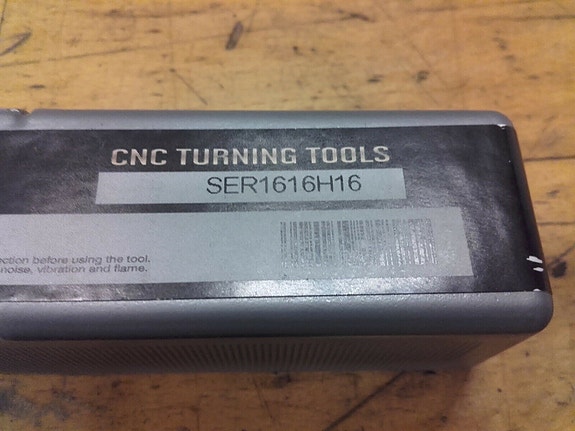 CNC TURNING TOOLS
SER1616H16
ection before using the tool.
noise, vibration and flame.